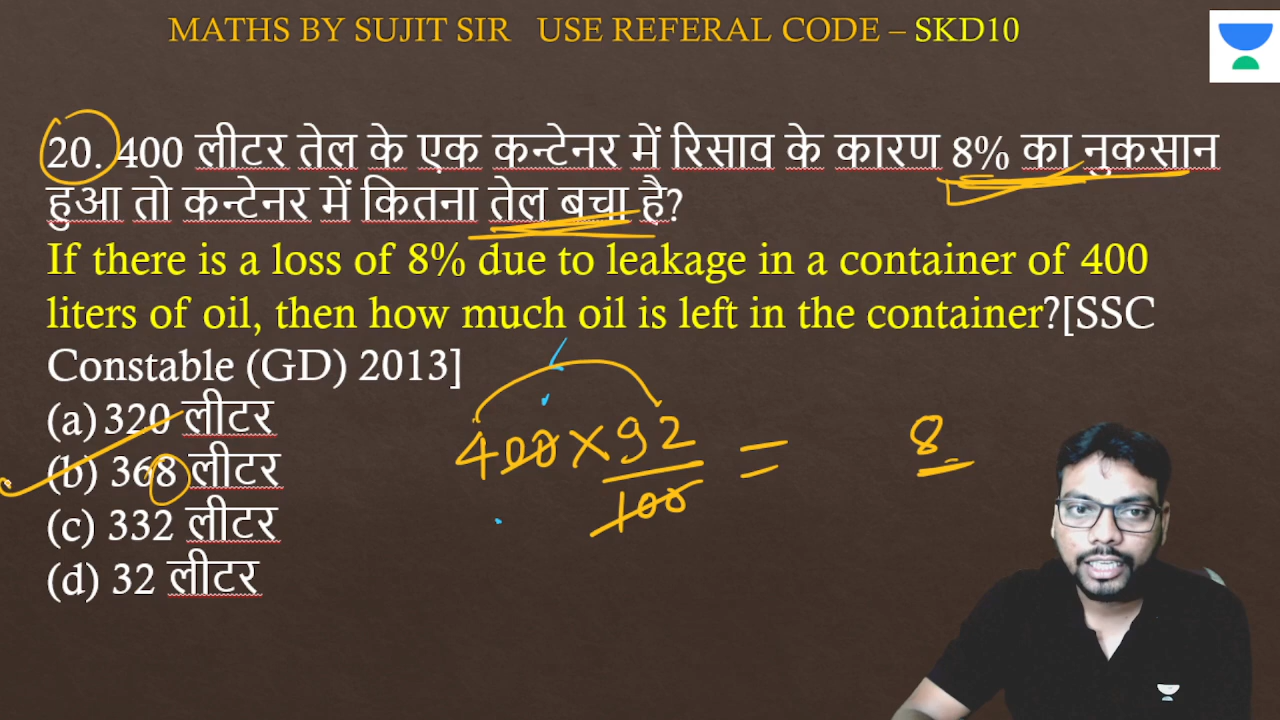 MATHS BY SUJIT SIR USE REFERAL CODE – SKD10
20. 400 लीटर तेल के एक कन्टेनर में रिसाव के कारण 8% का नुकसान
हुआ तो कन्टेनर में कितना तेल बचा है?
If there is a loss of 8% due to leakage in a container of 400
liters of oil, then how much oil is left in the container?[SSC
Constable (GD) 2013]
(a) 320 लीटर
(b) 368 लीटर
(c) 332 लीटर
(d) 32 लीटर
400 × 92 = 8
100